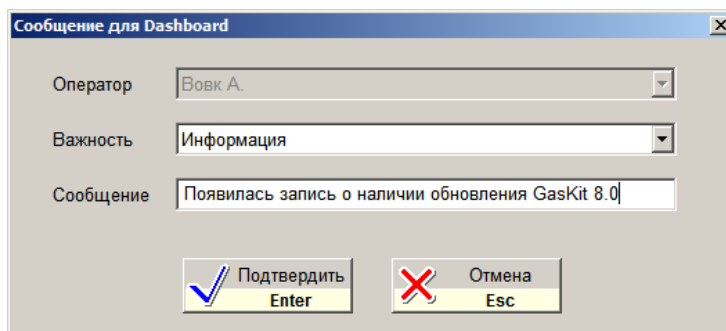 Сообщение для Dashboard
Оператор Вовк А.
Важность Информация
Сообщение Появилась запись о наличии обновления GasKit 8.0
Подтвердить Отмена
Enter Esc